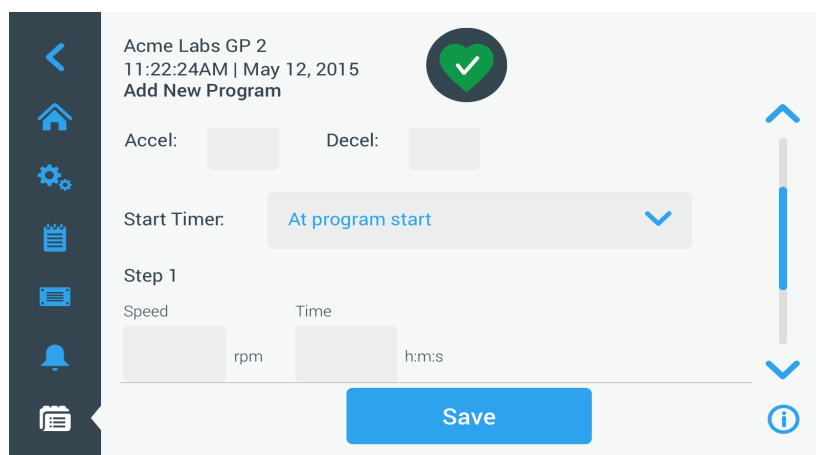 Acme Labs GP 2
11:22:24AM | May 12, 2015
Add New Program
Accel: Decel:
Start Timer: At program start
Step 1
Speed Time
rpm h:m:s
Save